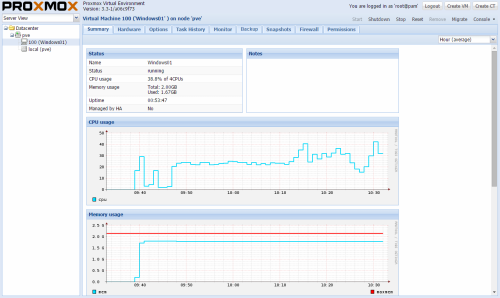 PROXMOX
Proxmox Virtual Environment
Version: 3.3-1/a06c9f73
You are logged in as 'root@pam'
Logout
Create VM
Create CT
Server View
Datacenter
pve
100 (Windows01)
local (pve)
Virtual Machine 100 ('Windows01') on node 'pve'
Start
Shutdown
Stop
Reset
Remove
Migrate
Console
Summary
Hardware
Options
Task History
Monitor
Backup
Snapshots
Firewall
Permissions
Hour (average)
Status
Name Windows01
Status running
CPU usage 38.8% of 4CPUs
Memory usage Total: 2.00GB
Used: 1.67GB
Uptime 00:53:47
Managed by HA No
Notes
CPU usage
50
40
30
20
10
0
09:40 09:50 10:00 10:10 10:20 10:30
cpu
Memory usage
2.5 G
2.0 G
1.5 G
1.0 G
0.5 G
0.0
09:40 09:50 10:00 10:10 10:20 10:30
mem
maxmem